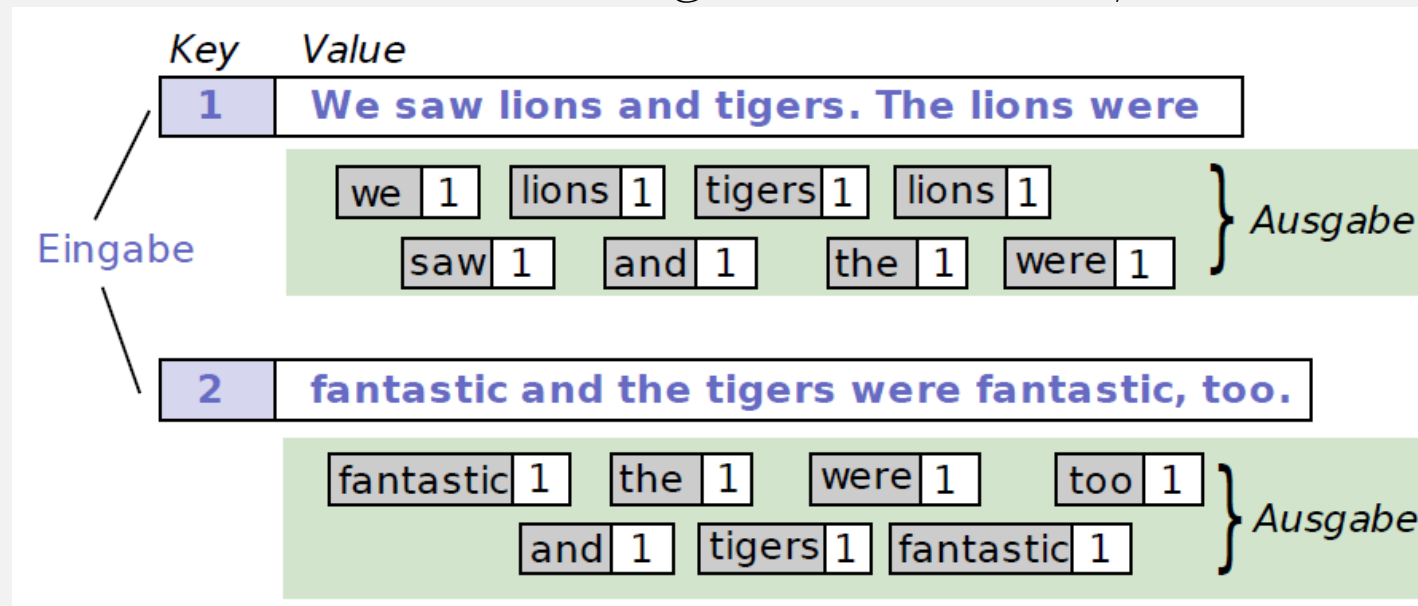 Key Value
1 We saw lions and tigers. The lions were
we 1 lions 1 tigers 1 lions 1
saw 1 and 1 the 1 were 1
Ausgabe
Eingabe
2 fantastic and the tigers were fantastic, too.
fantastic 1 the 1 were 1 too 1
and 1 tigers 1 fantastic 1
Ausgabe